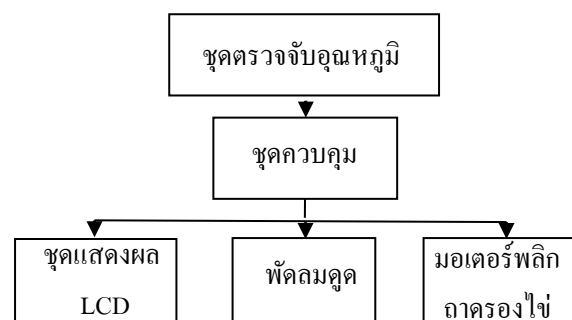 ชุดตรวจจับอุณหภูมิ
ชุดควบคุม
ชุดแสดงผล
LCD
พัดลมดูด
มอเตอร์พลิก
ถาดรองไข่